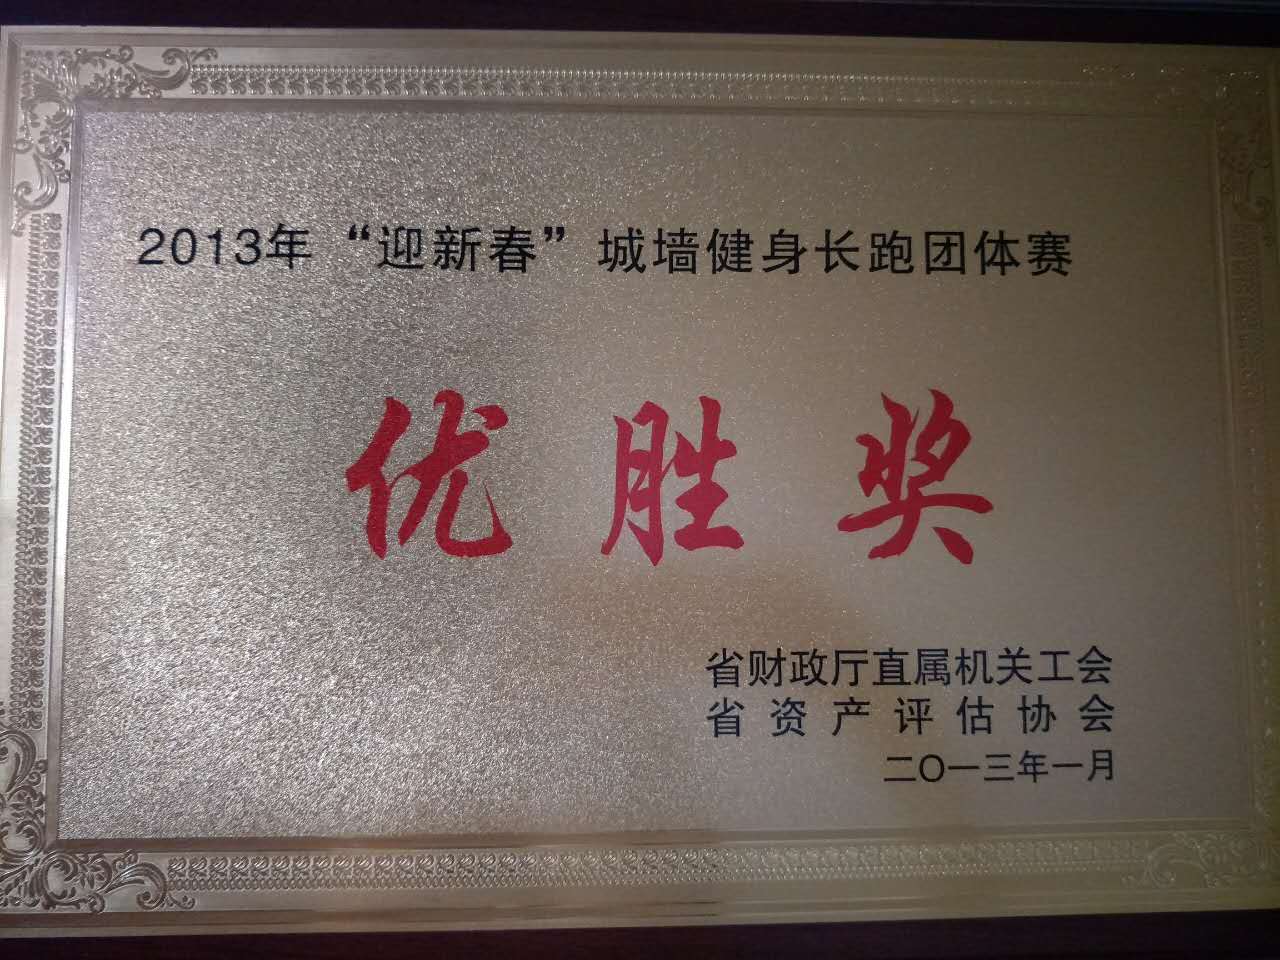 2013年“迎新春”城墙健身长跑团体赛
优胜奖
省财政厅直属机关工会
省资产评估协会
二〇一三年一月